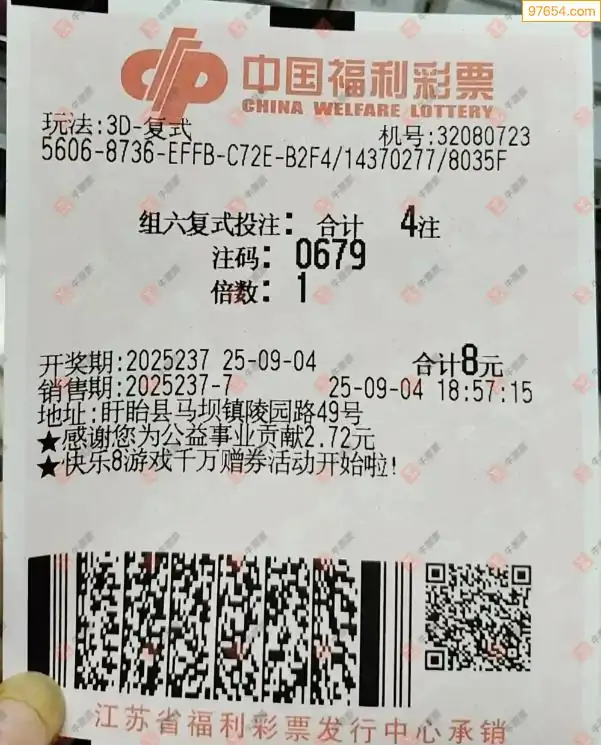 97654.com
中国福利彩票
CHINA WELFARE LOTTERY
玩法:3D-复式 机号:32080723
5606-8736-EFFB-C72E-B2F4/14370277/8035F
组六复式投注: 合计 4注
注码: 0679
倍数: 1
开奖期:2025237 25-09-04 合计8元
销售期:2025237-7 25-09-04 18:57:15
地址:盱眙县马坝镇陵园路49号
★感谢您为公益事业贡献2.72元
★快乐8游戏千万赠券活动开始啦!
江苏省福利彩票发行中心承销